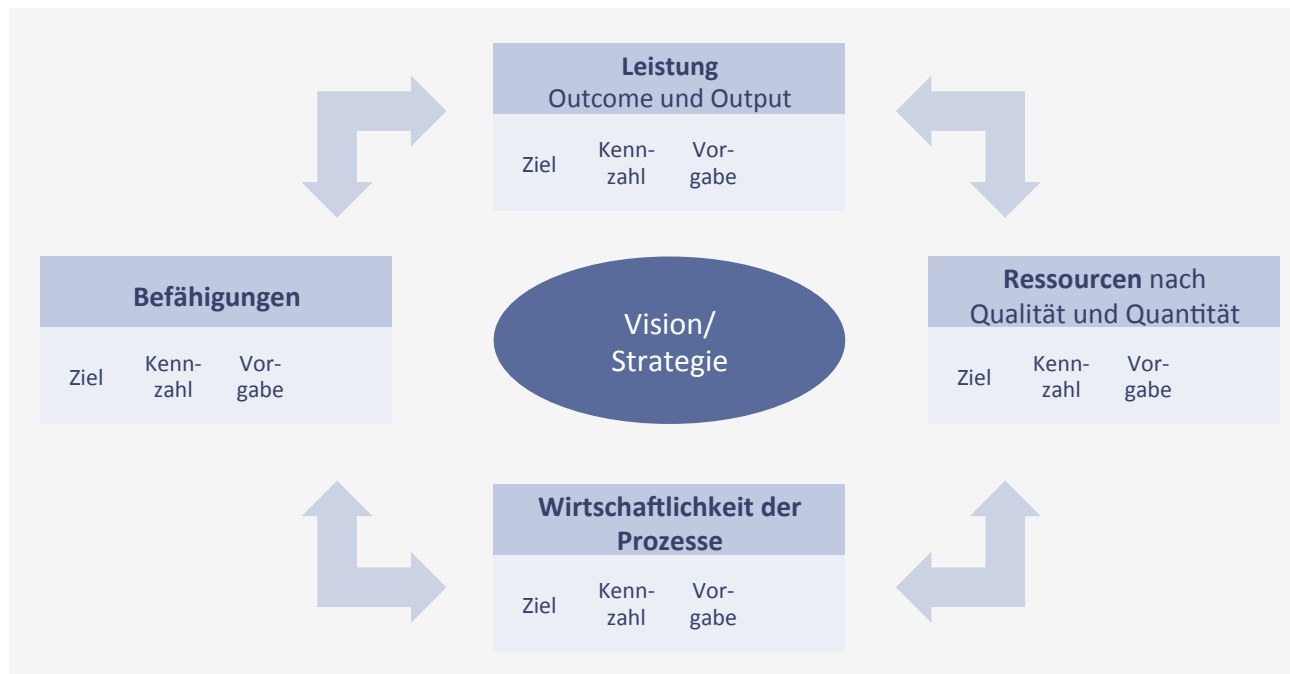 Leistung
Outcome und Output
Ziel
Kenn-
zahl
Vor-
gabe
Befähigungen
Ziel
Kenn-
zahl
Vor-
gabe
Vision/
Strategie
Ressourcen nach
Qualität und Quantität
Ziel
Kenn-
zahl
Vor-
gabe
Wirtschaftlichkeit der
Prozesse
Ziel
Kenn-
zahl
Vor-
gabe